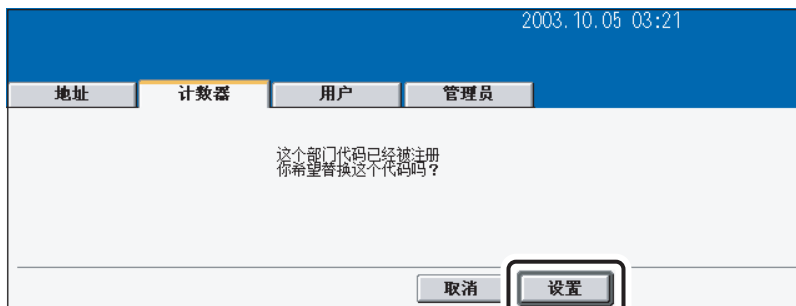 2003.10.05 03:21
地址 计数器 用户 管理员
这个部门代码已经被注册
你希望替换这个代码吗？
取消 设置